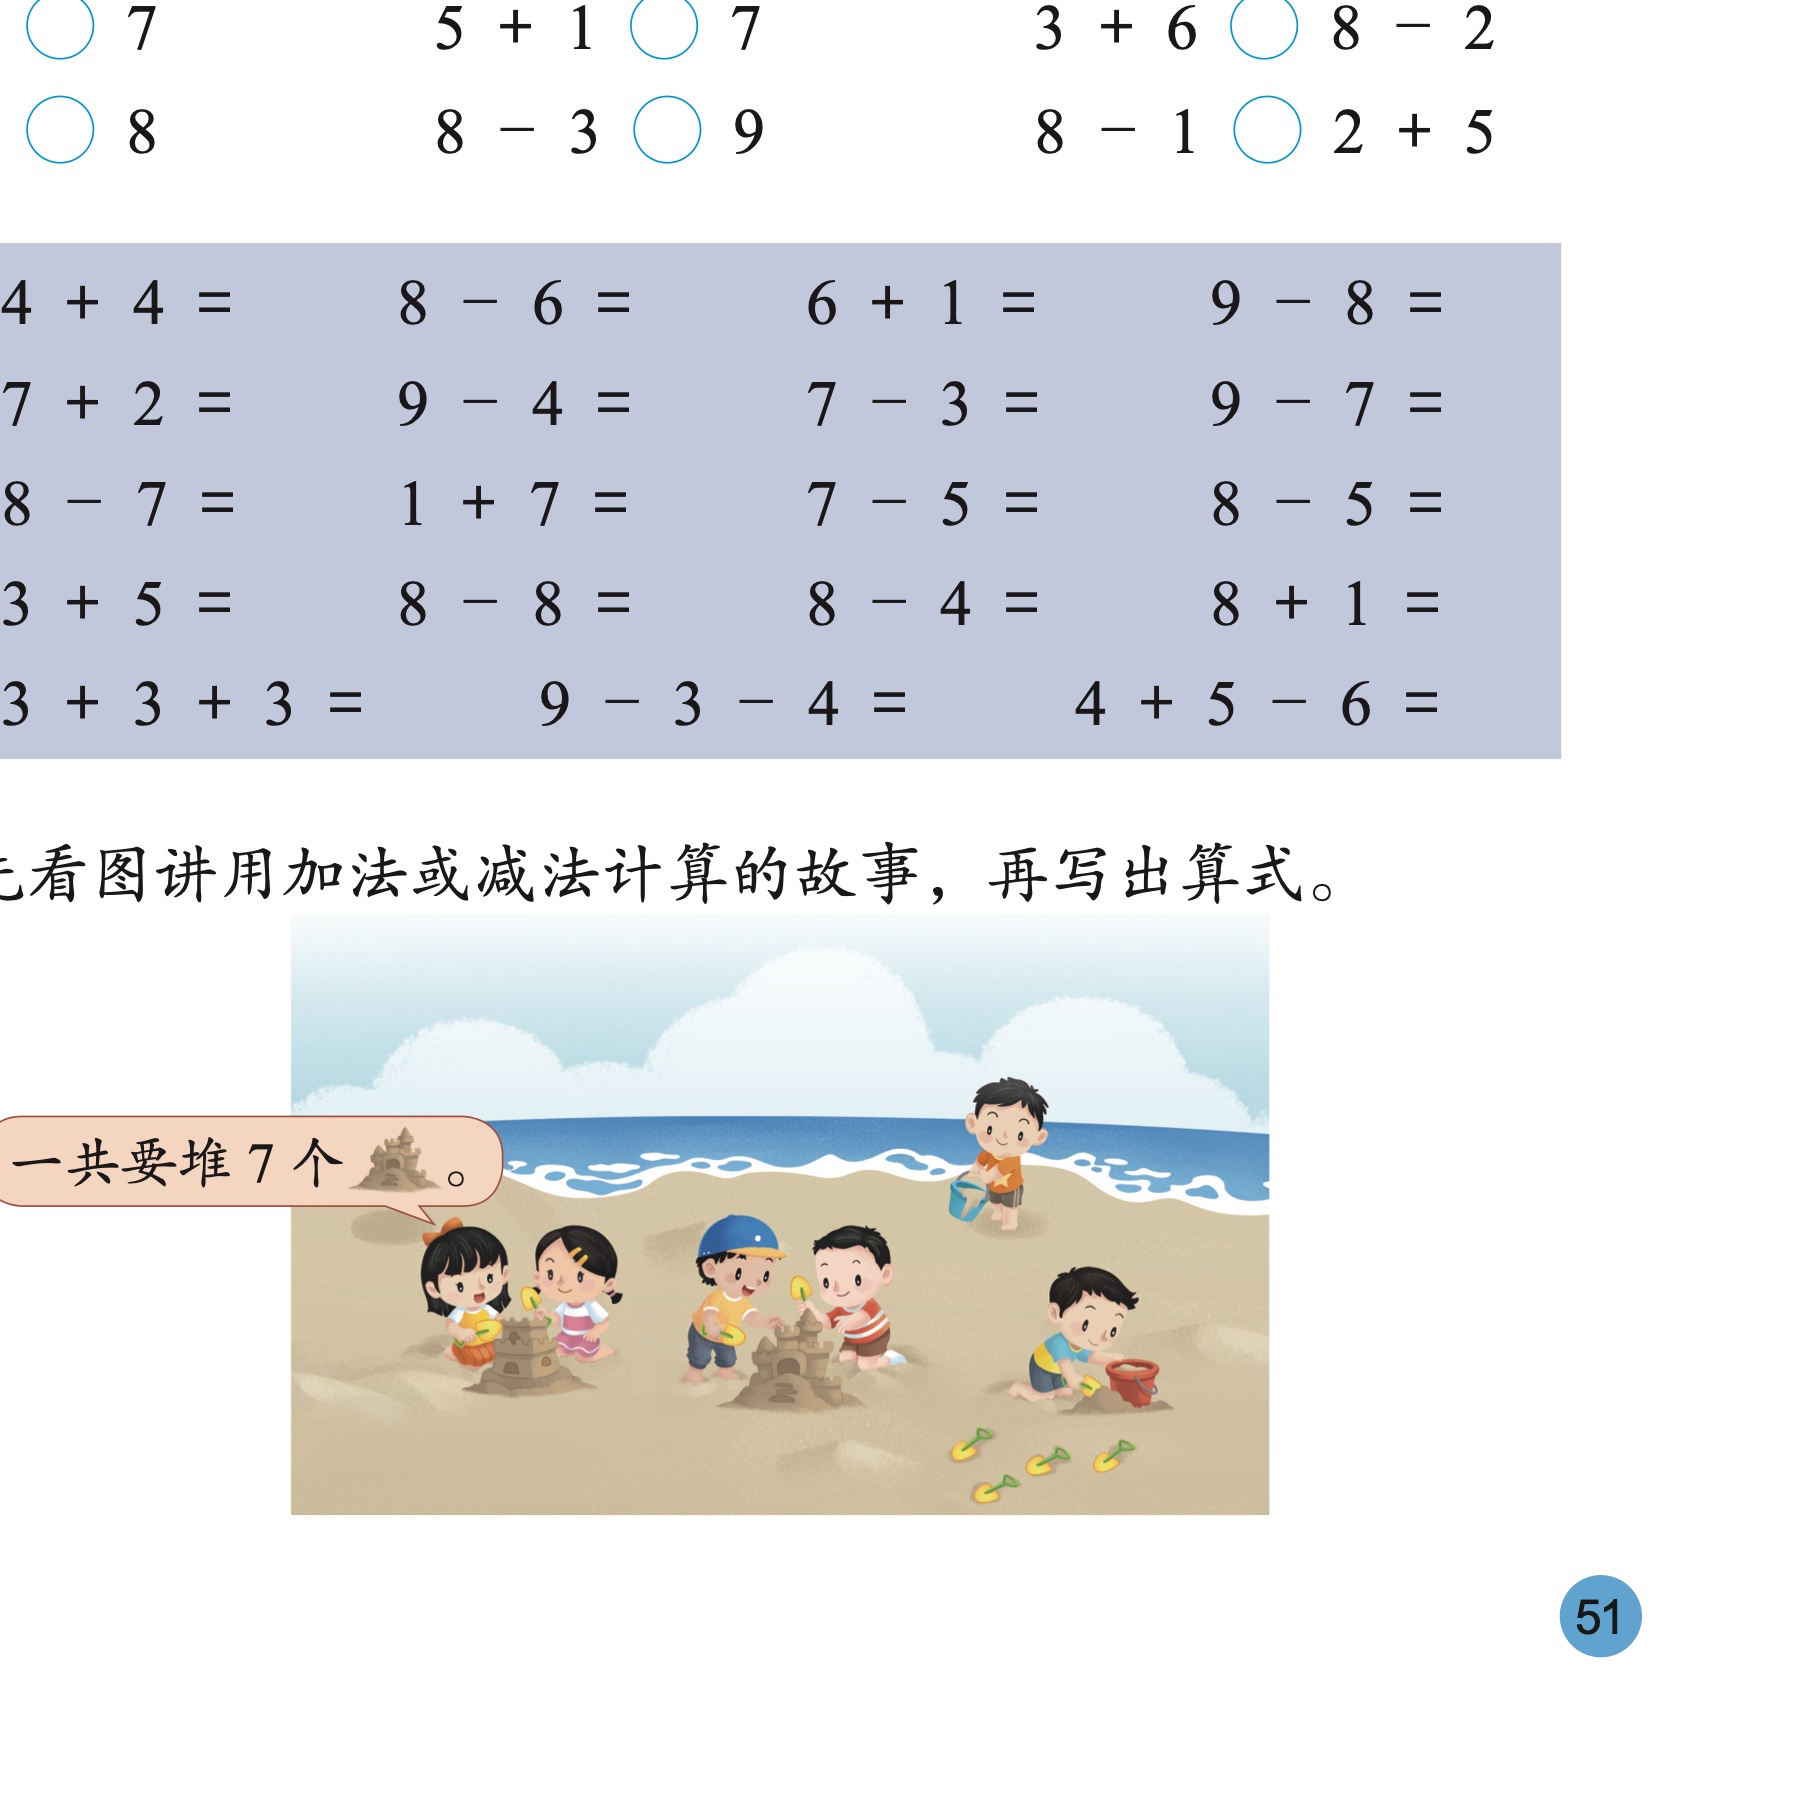 7 5 + 1 7 3 + 6 8 − 2
8 8 − 3 9 8 − 1 2 + 5
4 + 4 = 8 − 6 = 6 + 1 = 9 − 8 =
7 + 2 = 9 − 4 = 7 − 3 = 9 − 7 =
8 − 7 = 1 + 7 = 7 − 5 = 8 − 5 =
3 + 5 = 8 − 8 = 8 − 4 = 8 + 1 =
3 + 3 + 3 = 9 − 3 − 4 = 4 + 5 − 6 =
看图讲用加法或减法计算的故事，再写出算式。
一共要堆 7 个 。
51